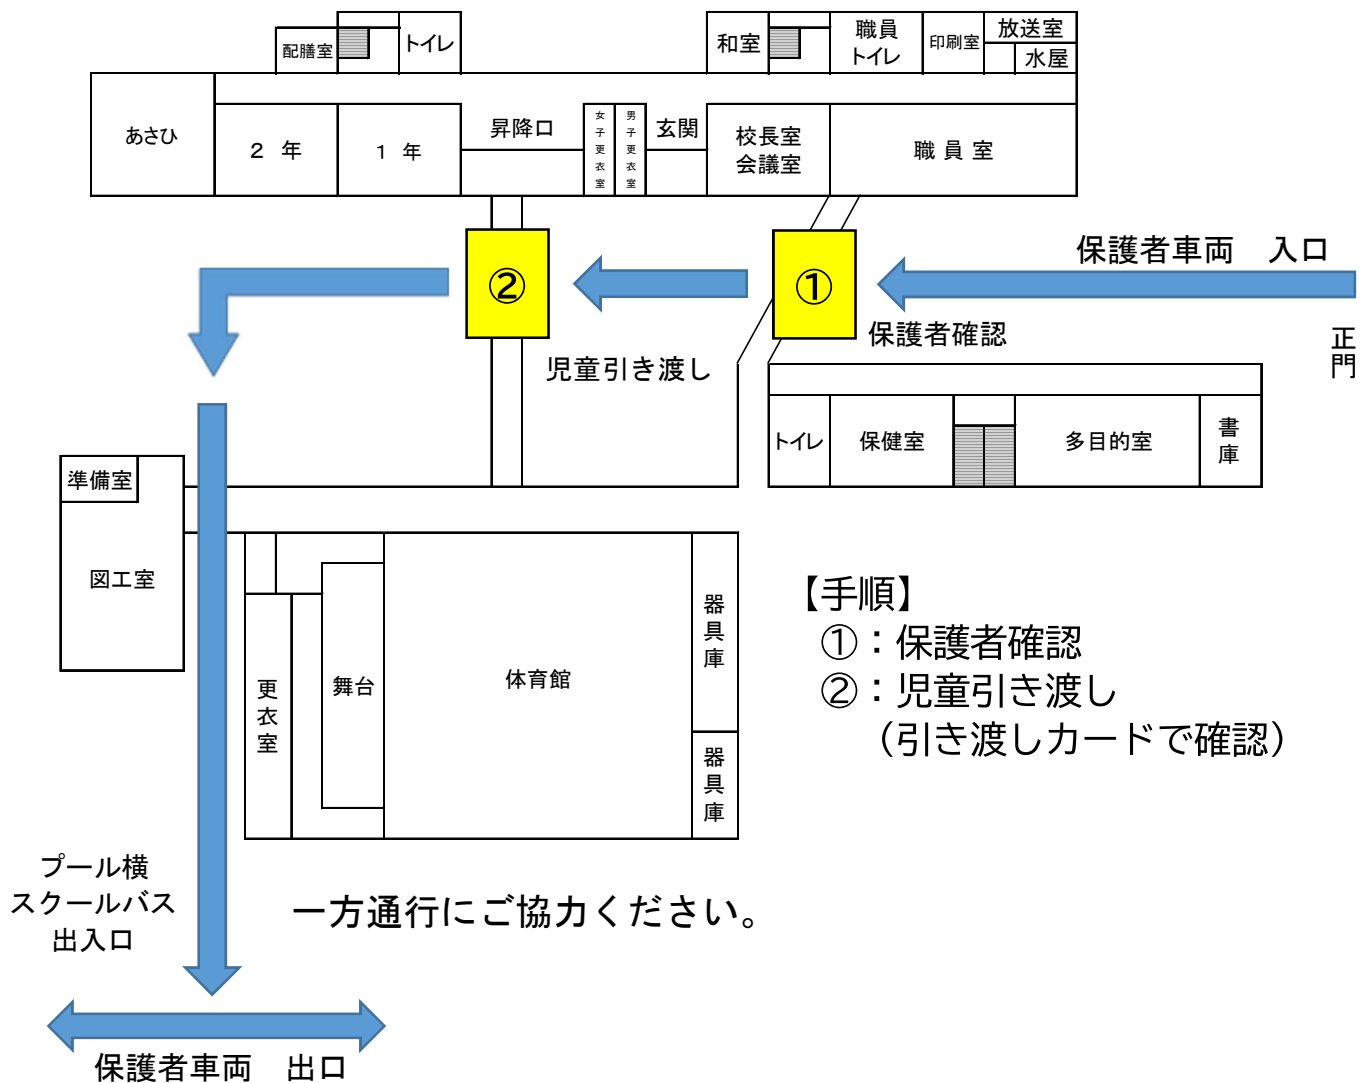 配膳室
トイレ
和室
職員
トイレ
印刷室
放送室
水屋
あさひ
２　年
１　年
昇降口
女子更衣室
男子更衣室
玄関
校長室
会議室
職 員 室
保護者車両　入口
正門
①
②
保護者確認
児童引き渡し
トイレ
保健室
多目的室
書庫
準備室
図工室
更衣室
舞台
体育館
器具庫
器具庫
【手順】
①：保護者確認
②：児童引き渡し
（引き渡しカードで確認）
プール横
スクールバス
出入口
一方通行にご協力ください。
保護者車両　出口